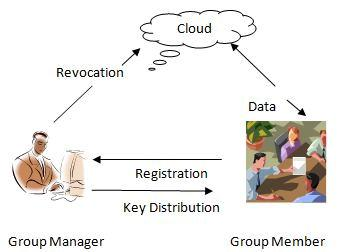 Cloud
Revocation
Data
Registration
Key Distribution
Group Manager
Group Member